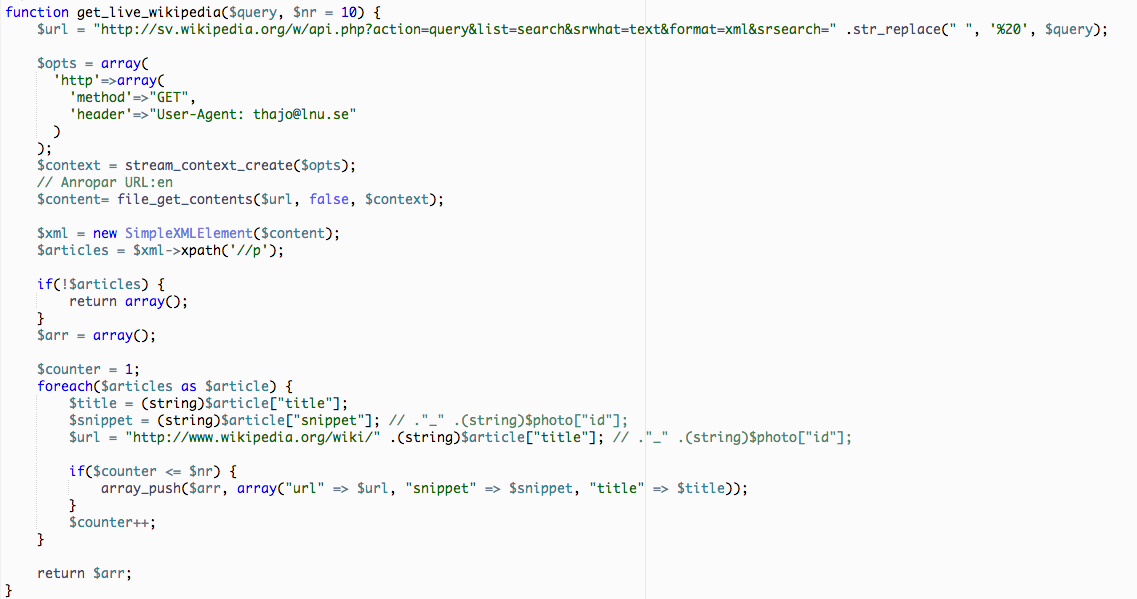 function get_live_wikipedia($query, $nr = 10) {
$url = "http://sv.wikipedia.org/w/api.php?action=query&list=search&srwhat=text&format=xml&srsearch=" .str_replace(" ", '%20', $query);
$opts = array(
'http'=>array(
'method'=>"GET",
'header'=>"User-Agent: thajo@lnu.se"
)
);
$context = stream_context_create($opts);
// Anropar URL:en
$content= file_get_contents($url, false, $context);
$xml = new SimpleXMLElement($content);
$articles = $xml->xpath('//p');
if(!$articles) {
return array();
}
$arr = array();
$counter = 1;
foreach($articles as $article) {
$title = (string)$article["title"];
$snippet = (string)$article["snippet"]; // ."_" .(string)$photo["id"];
$url = "http://www.wikipedia.org/wiki/" .(string)$article["title"]; // ."_" .(string)$photo["id"];
if($counter <= $nr) {
array_push($arr, array("url" => $url, "snippet" => $snippet, "title" => $title));
}
$counter++;
}
return $arr;
}